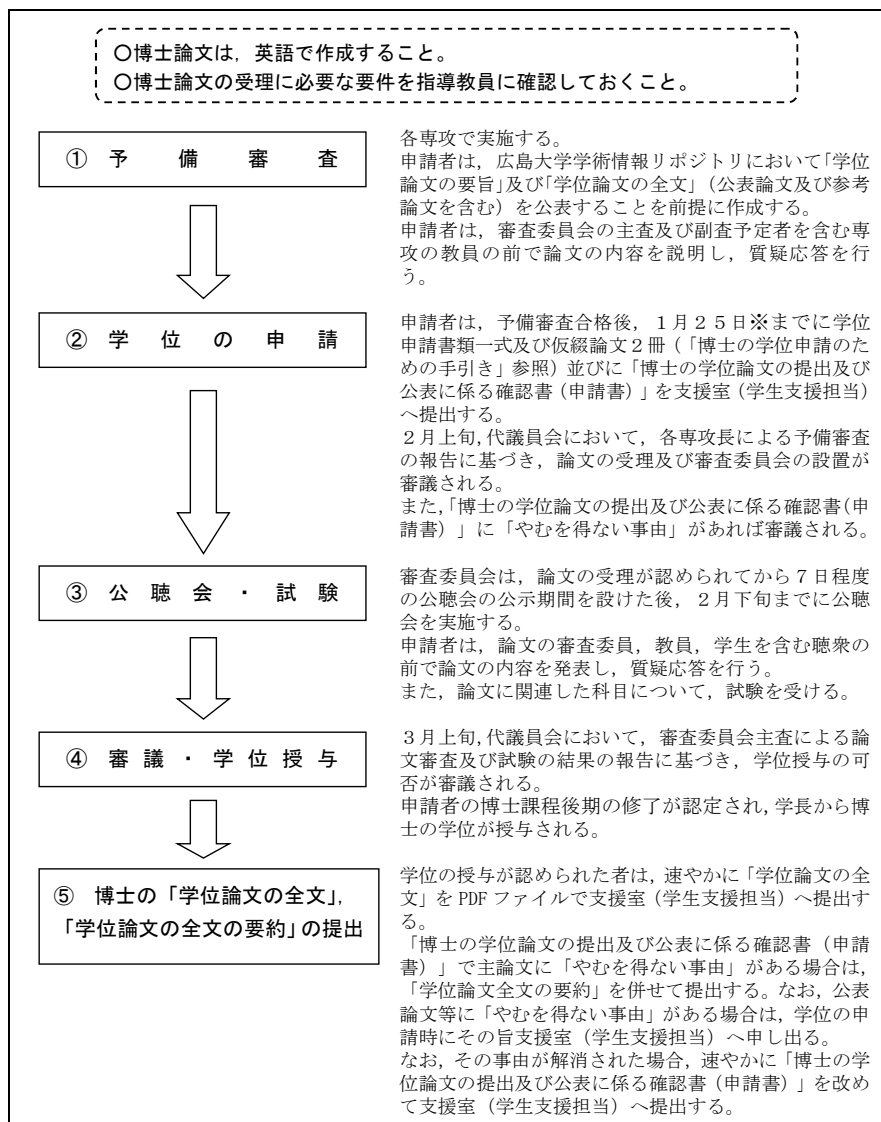 〇博士論文は，英語で作成すること。
〇博士論文の受理に必要な要件を指導教員に確認しておくこと。
① 予備審査
各専攻で実施する。
申請者は，広島大学学術情報リポジトリにおいて「学位
論文の要旨」及び「学位論文の全文」（公表論文及び参考
論文を含む）を公表することを前提に作成する。
申請者は，審査委員会の主査及び副査予定者を含む専
攻の教員の前で論文の内容を説明し，質疑応答を行
う。
② 学位の申請
申請者は，予備審査合格後，１月２５日※までに学位
申請書類一式及び仮綴論文２冊（「博士の学位申請のた
めの手引き」参照）並びに「博士の学位論文の提出及び
公表に係る確認書（申請書）」を支援室（学生支援担当）
へ提出する。
２月上旬，代議員会において，各専攻長による予備審査
の報告に基づき，論文の受理及び審査委員会の設置が
審議される。
また，「博士の学位論文の提出及び公表に係る確認書（申
請書）」に「やむを得ない事由」があれば審議される。
③ 公聴会・試験
審査委員会は，論文の受理が認められてから７日程度
の公聴会の公示期間を設けた後，２月下旬までに公聴
会を実施する。
申請者は，論文の審査委員，教員，学生を含む聴衆の
前で論文の内容を発表し，質疑応答を行う。
また，論文に関連した科目について，試験を受ける。
④ 審議・学位授与
３月上旬，代議員会において，審査委員会主査による論
文審査及び試験の結果の報告に基づき，学位授与の可
否が審議される。
申請者の博士課程後期の修了が認定され，学長から博
士の学位が授与される。
⑤ 博士の「学位論文の全文」，
「学位論文の全文の要約」の提出
学位の授与が認められた者は，速やかに「学位論文の全
文」を PDF ファイルで支援室（学生支援担当）へ提出す
る。
「博士の学位論文の提出及び公表に係る確認書（申請
書）」で主論文に「やむを得ない事由」がある場合は，
「学位論文全文の要約」を併せて提出する。なお，公表
論文等に「やむを得ない事由」がある場合は，学位の申
請時にその旨支援室（学生支援担当）へ申し出る。
なお，その事由が解消された場合，速やかに「博士の学
位論文の提出及び公表に係る確認書（申請書）」を改め
て支援室（学生支援担当）へ提出する。